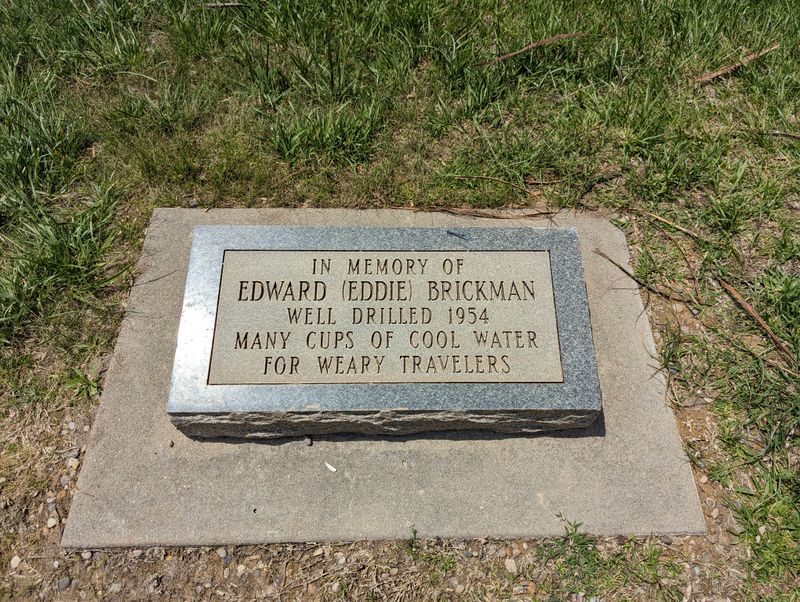 IN MEMORY OF
EDWARD (EDDIE) BRICKMAN
WELL DRILLED 1954
MANY CUPS OF COOL WATER
FOR WEARY TRAVELERS